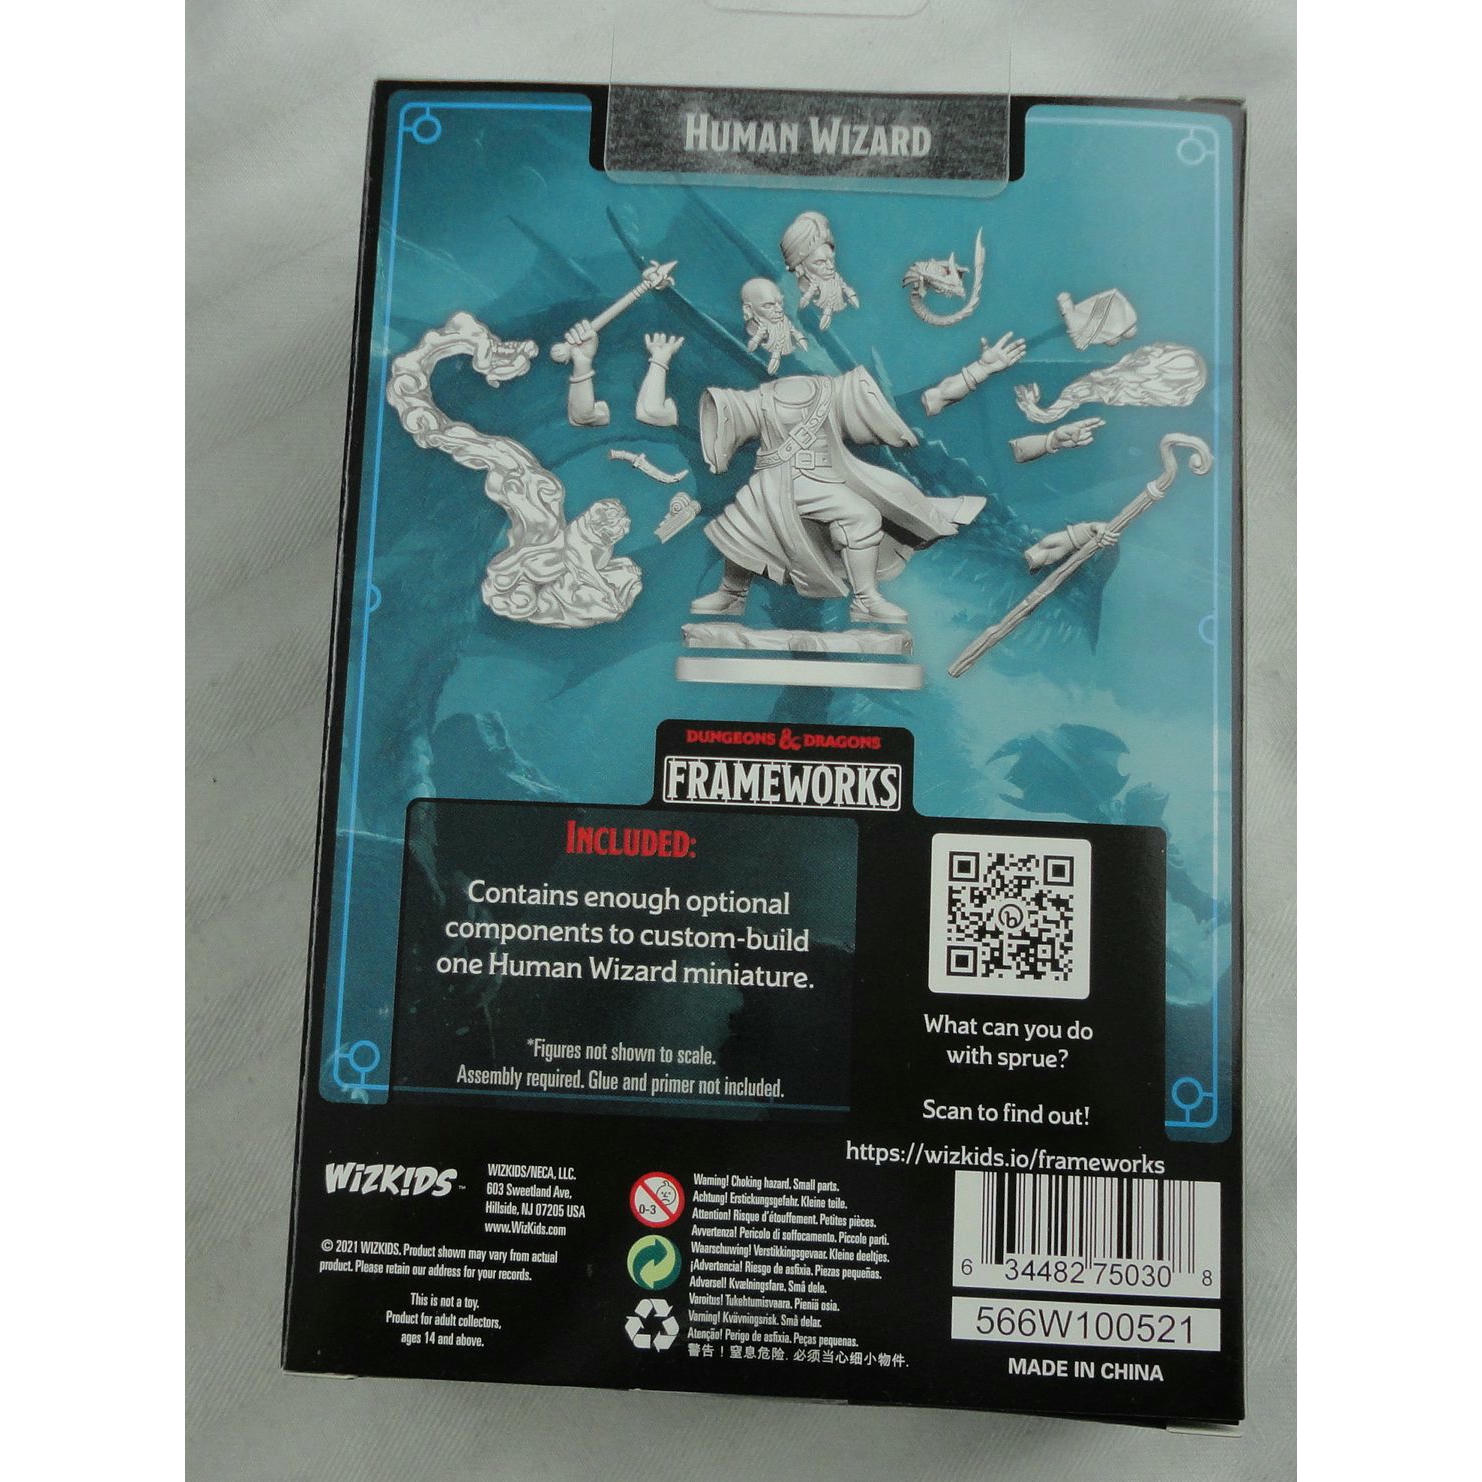 HUMAN WIZARD
DUNGEONS & DRAGONS
FRAMEWORKS
INCLUDED:
Contains enough optional
components to custom-build
one Human Wizard miniature.
*Figures not shown to scale.
Assembly required. Glue and primer not included.
What can you do
with sprue?
Scan to find out!
https://wizkids.io/frameworks
WIZK!DS™
WIZKIDS/NECA, LLC.
603 Sweetland Ave,
Hillside, NJ 07205 USA
www.WizKids.com
© 2021 WIZKIDS. Product shown may vary from actual
product. Please retain our address for your records.
This is not a toy.
Product for adult collectors,
ages 14 and above.
0-3
Warning! Choking hazard. Small parts.
Achtung! Erstickungsgefahr. Kleine teile.
Attention! Risque d'étouffement. Petites pièces.
Avvertenza! Pericolo di soffocamento. Piccole parti.
Waarschuwing! Verstikkingsgevaar. Kleine deeltjes.
¡Advertencia! Riesgo de asfixia. Piezas pequeñas.
Advarsel! Kvælningsfare. Små dele.
Varoitus! Tukehtumisvaara. Pieniä osia.
Varning! Kvävningsrisk. Små delar.
Atenção! Perigo de asfixia. Peças pequenas.
警告！窒息危险. 必须当心细小物件.
6 34482 75030 8
566W100521
MADE IN CHINA